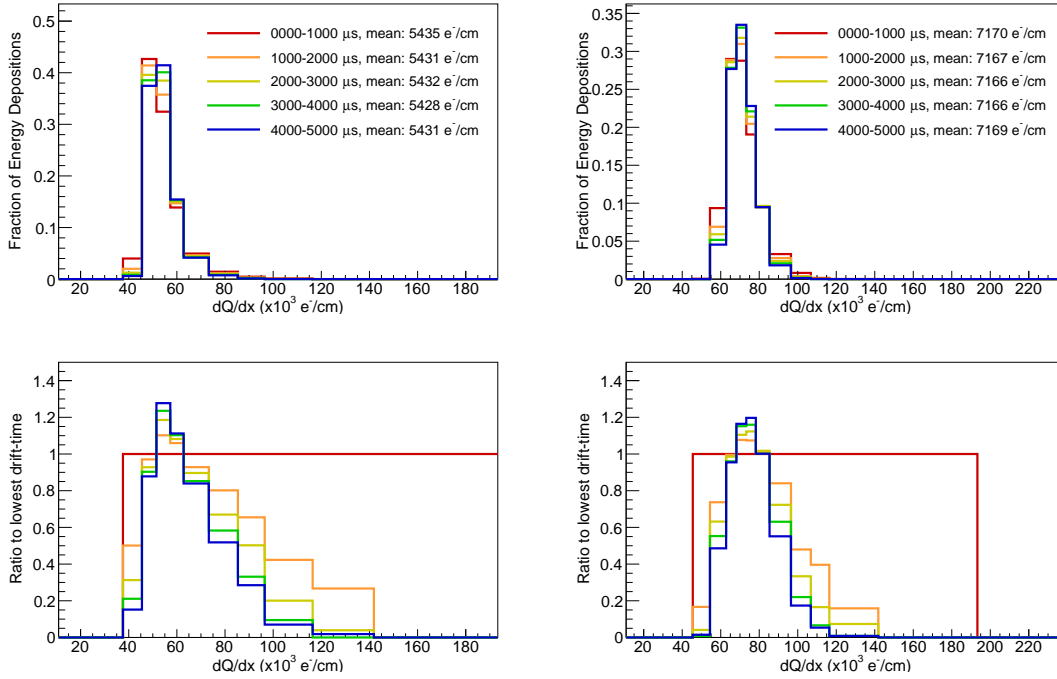 Fraction of Energy Depositions
0.5
0.4
0.3
0.2
0.1
0
0000-1000 μs, mean: 5435 e⁻/cm
1000-2000 μs, mean: 5431 e⁻/cm
2000-3000 μs, mean: 5432 e⁻/cm
3000-4000 μs, mean: 5428 e⁻/cm
4000-5000 μs, mean: 5431 e⁻/cm
20 40 60 80 100 120 140 160 180
dQ/dx (x10³ e⁻/cm)
Fraction of Energy Depositions
0.35
0.3
0.25
0.2
0.15
0.1
0.05
0
0000-1000 μs, mean: 7170 e⁻/cm
1000-2000 μs, mean: 7167 e⁻/cm
2000-3000 μs, mean: 7166 e⁻/cm
3000-4000 μs, mean: 7166 e⁻/cm
4000-5000 μs, mean: 7169 e⁻/cm
20 40 60 80 100 120 140 160 180 200 220
dQ/dx (x10³ e⁻/cm)
Ratio to lowest drift-time
1.4
1.2
1
0.8
0.6
0.4
0.2
0
20 40 60 80 100 120 140 160 180
dQ/dx (x10³ e⁻/cm)
Ratio to lowest drift-time
1.4
1.2
1
0.8
0.6
0.4
0.2
0
20 40 60 80 100 120 140 160 180 200 220
dQ/dx (x10³ e⁻/cm)